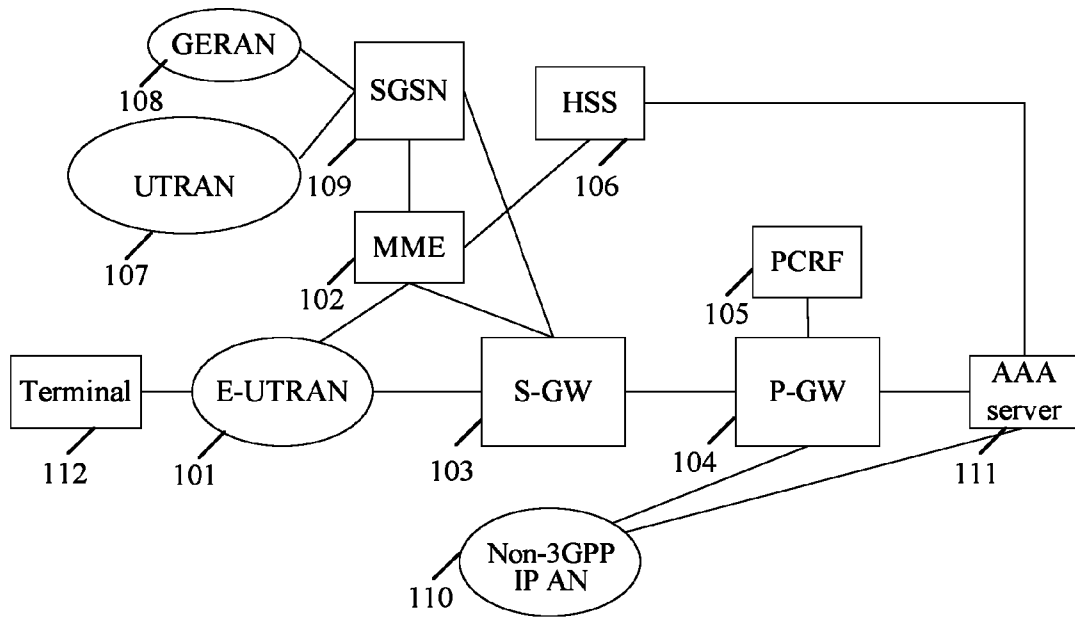 GERAN
108
SGSN
HSS
UTRAN
109
106
107
MME
102
PCRF
105
Terminal
E-UTRAN
S-GW
P-GW
AAA
server
112
101
103
104
111
Non-3GPP
IP AN
110